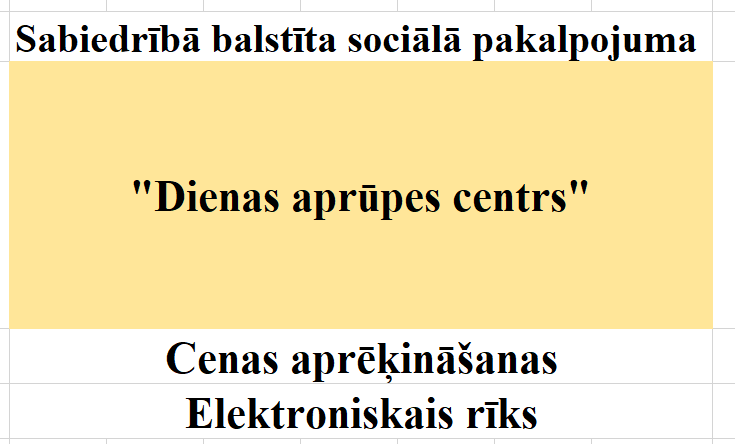 Sabiedrībā balstīta sociālā pakalpojuma
"Dienas aprūpes centrs"
Cenas aprēķināšanas
Elektroniskais rīks